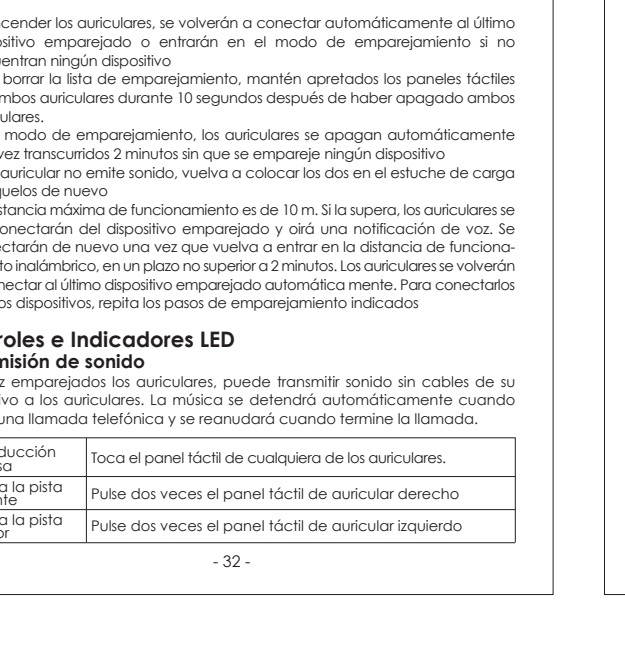 ncender los auriculares, se volverán a conectar automáticamente al último
ositivo emparejado o entrarán en el modo de emparejamiento si no
uentran ningún dispositivo
borrar la lista de emparejamiento, mantén apretados los paneles táctiles
mbos auriculares durante 10 segundos después de haber apagado ambos
ulares.
modo de emparejamiento, los auriculares se apagan automáticamente
vez transcurridos 2 minutos sin que se empareje ningún dispositivo
auricular no emite sonido, vuelva a colocar los dos en el estuche de carga
quelos de nuevo
stancia máxima de funcionamiento es de 10 m. Si la supera, los auriculares se
onectarán del dispositivo emparejado y oirá una notificación de voz. Se
ectarán de nuevo una vez que vuelva a entrar en la distancia de funciona-
to inalámbrico, en un plazo no superior a 2 minutos. Los auriculares se volverán
nectar al último dispositivo emparejado automática mente. Para conectarlos
os dispositivos, repita los pasos de emparejamiento indicados
roles e Indicadores LED
misión de sonido
z emparejados los auriculares, puede transmitir sonido sin cables de su
ivo a los auriculares. La música se detendrá automáticamente cuando
una llamada telefónica y se reanudará cuando termine la llamada.
ducción
sa
Toca el panel táctil de cualquiera de los auriculares.
a la pista
nte
Pulse dos veces el panel táctil de auricular derecho
a la pista
or
Pulse dos veces el panel táctil de auricular izquierdo
- 32 -